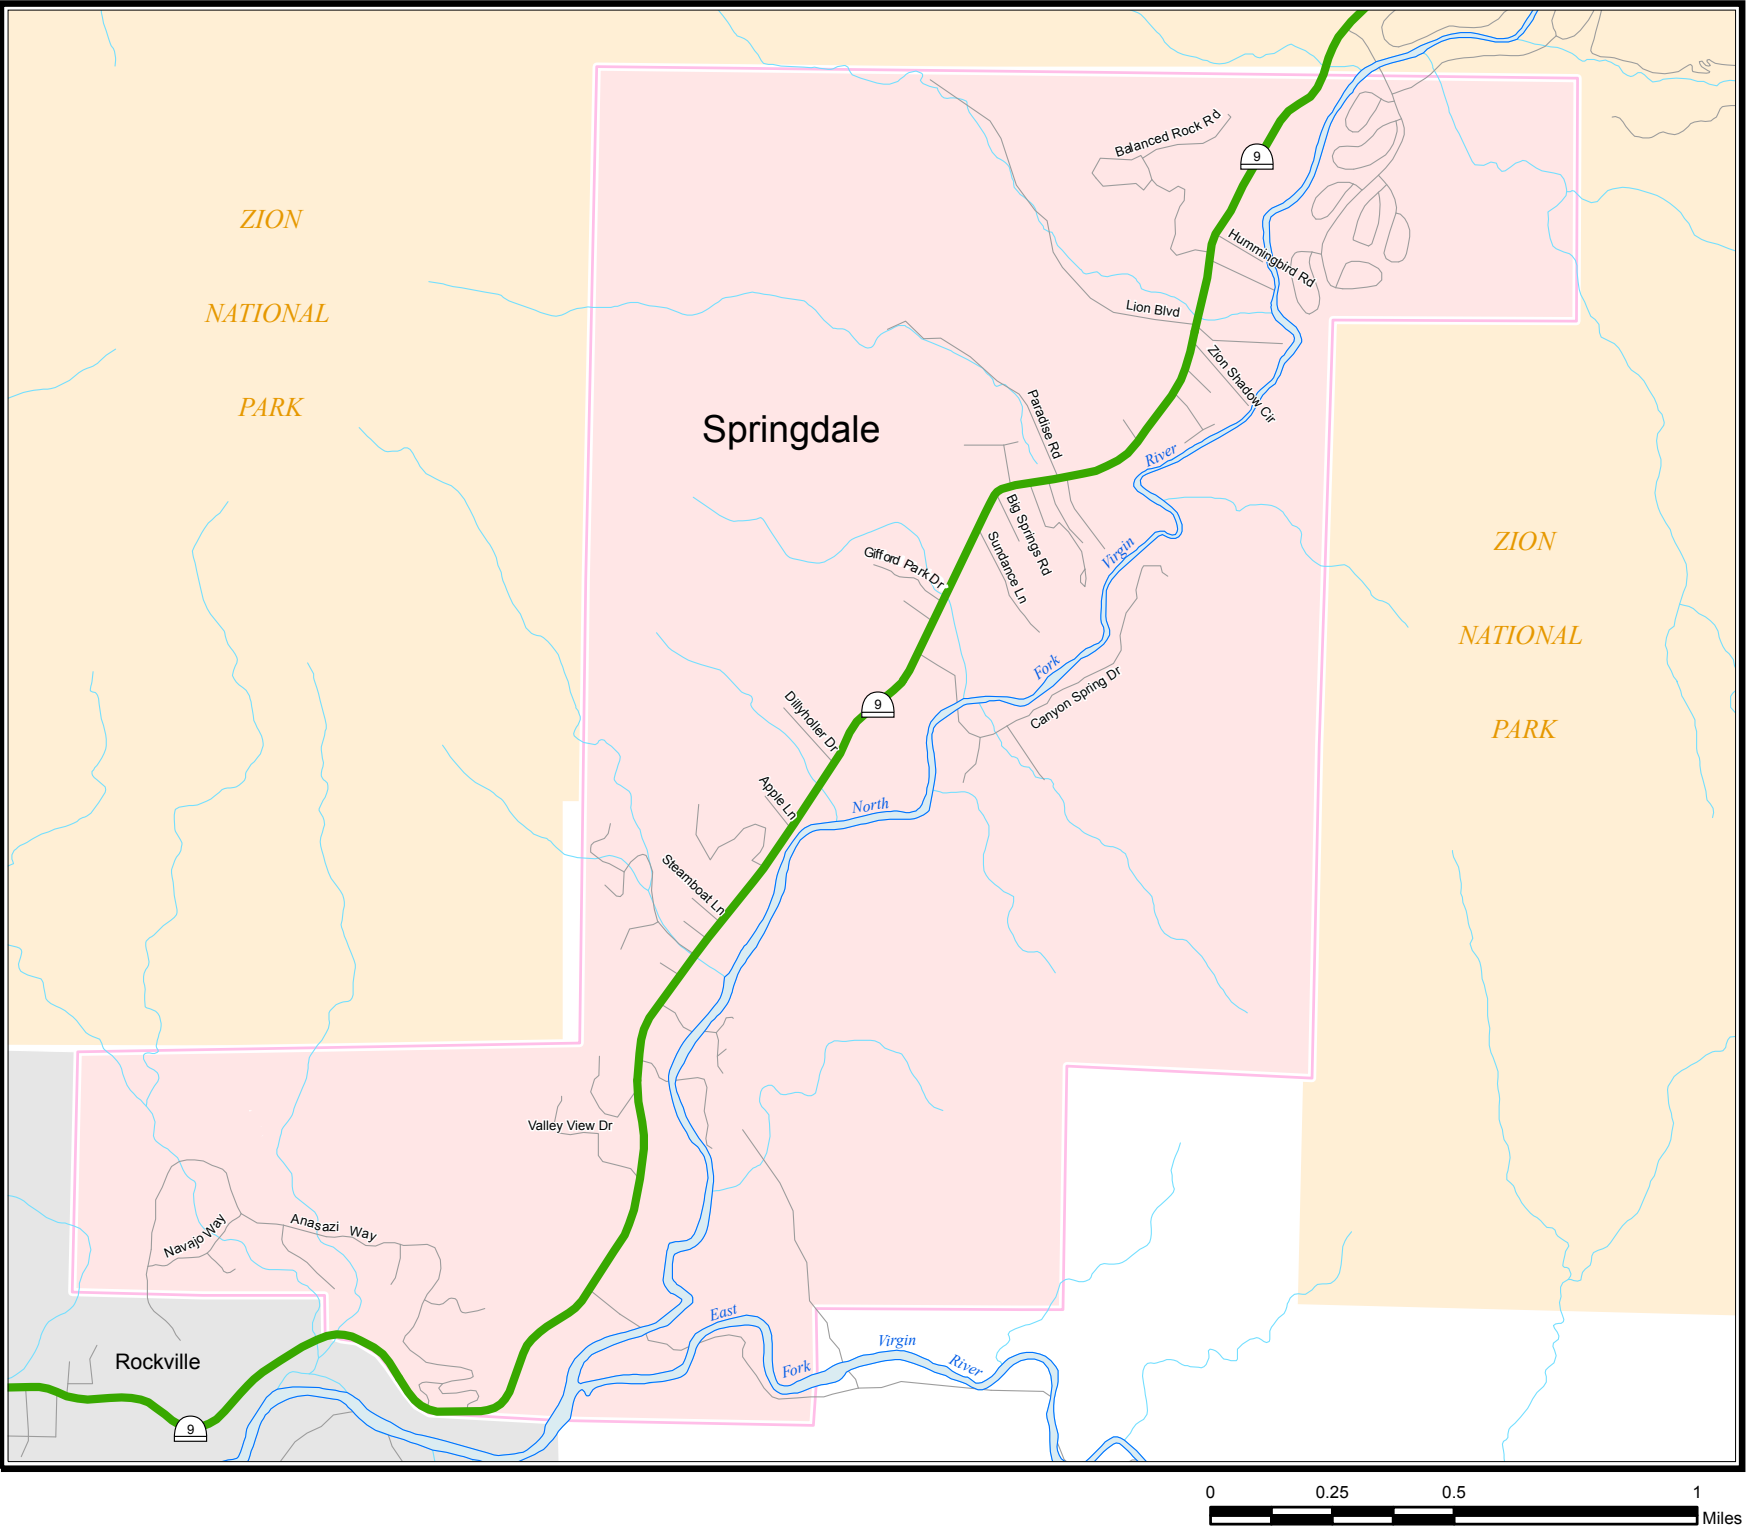 Balanced Rock Rd
9
ZION
NATIONAL
PARK
Hummingbird Rd
Lion Blvd
Zion Shadow Cir
Paradise Rd
Springdale
River
Big Springs Rd
Sundance Ln
Gifford Park Dr
Virgin
ZION
NATIONAL
PARK
Fork
Canyon Spring Dr
9
Dillyholler Dr
Apple Ln
North
Steamboat Ln
Valley View Dr
Navajo Way
Anasazi Way
East
Fork
Virgin
River
Rockville
9
0 0.25 0.5 1
Miles